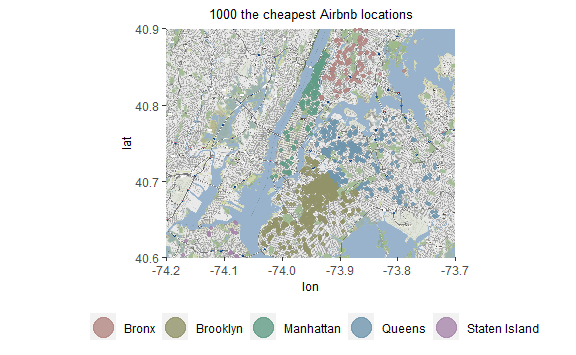 1000 the cheapest Airbnb locations
40.9
40.8
lat
40.7
40.6
-74.2 -74.1 -74.0 -73.9 -73.8 -73.7
lon
Bronx Brooklyn Manhattan Queens Staten Island